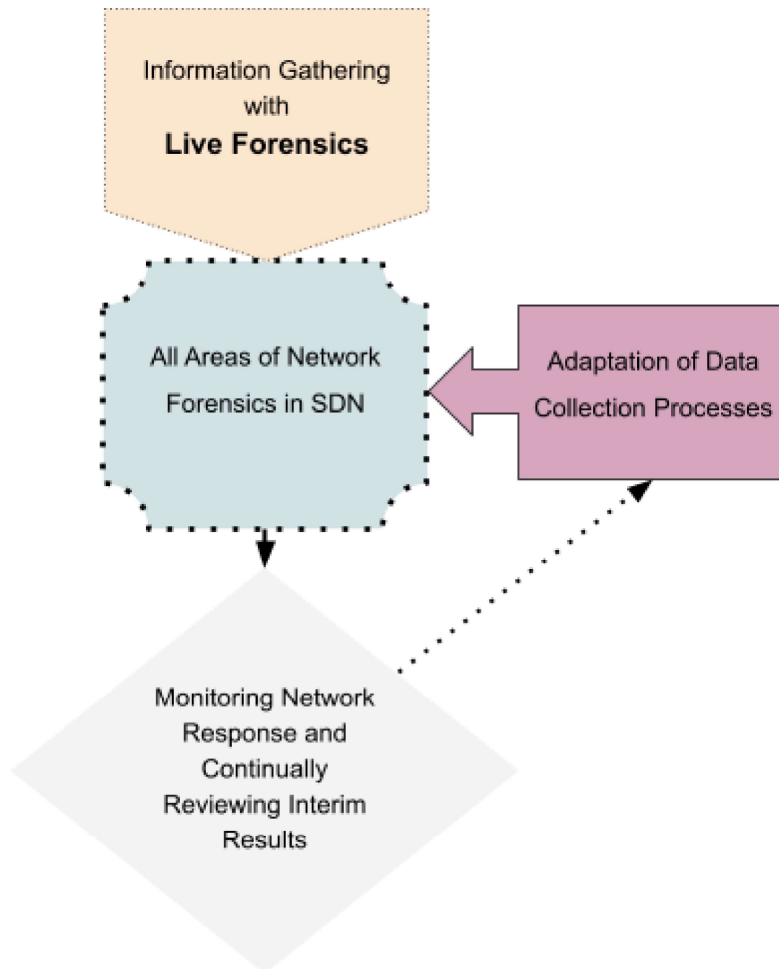 Information Gathering
with
Live Forensics
All Areas of Network
Forensics in SDN
Adaptation of Data
Collection Processes
Monitoring Network
Response and
Continually
Reviewing Interim
Results